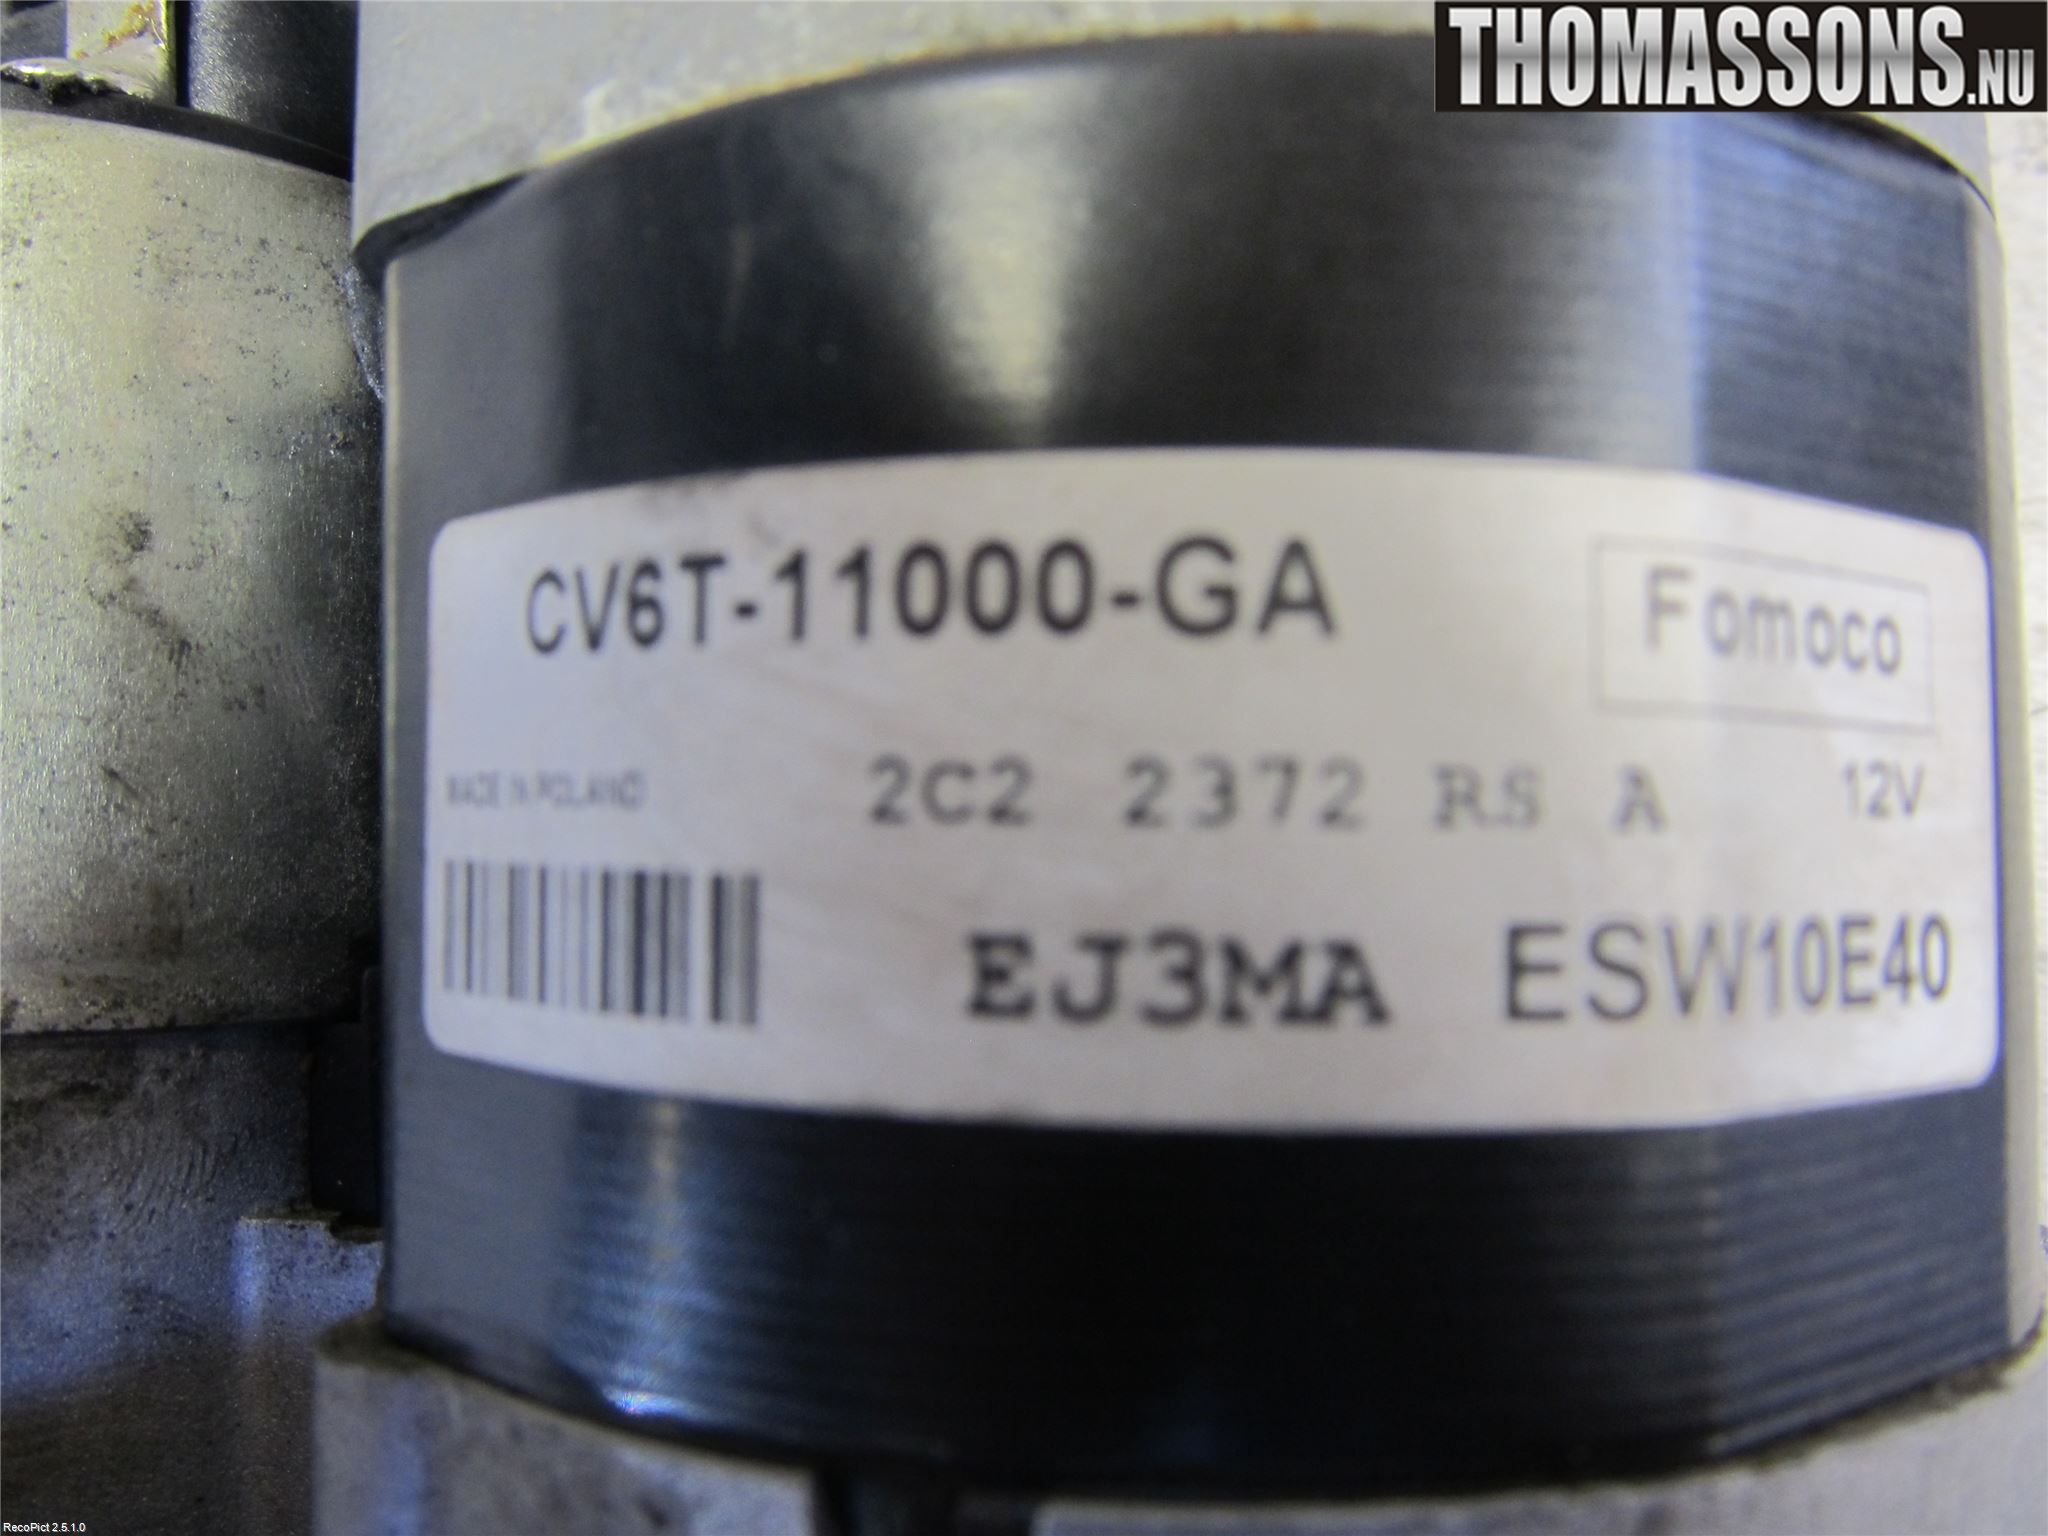 THOMASSONS.NU
CV6T-11000-GA
Fomoco
MADE IN POLAND
2C2 2372 RS A
12V
EJ3MA ESW10E40
RecoPict 2.5.1.0